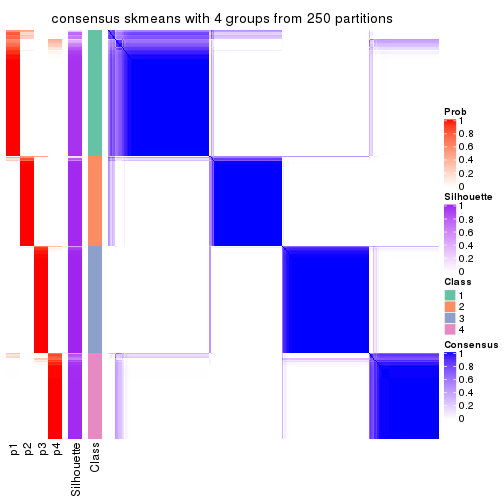 consensus skmeans with 4 groups from 250 partitions
Prob
1
0.8
0.6
0.4
0.2
0
Silhouette
1
0.8
0.6
0.4
0.2
0
Class
1
2
3
4
Consensus
1
0.8
0.6
0.4
0.2
0
p1
p2
p3
p4
Silhouette
Class